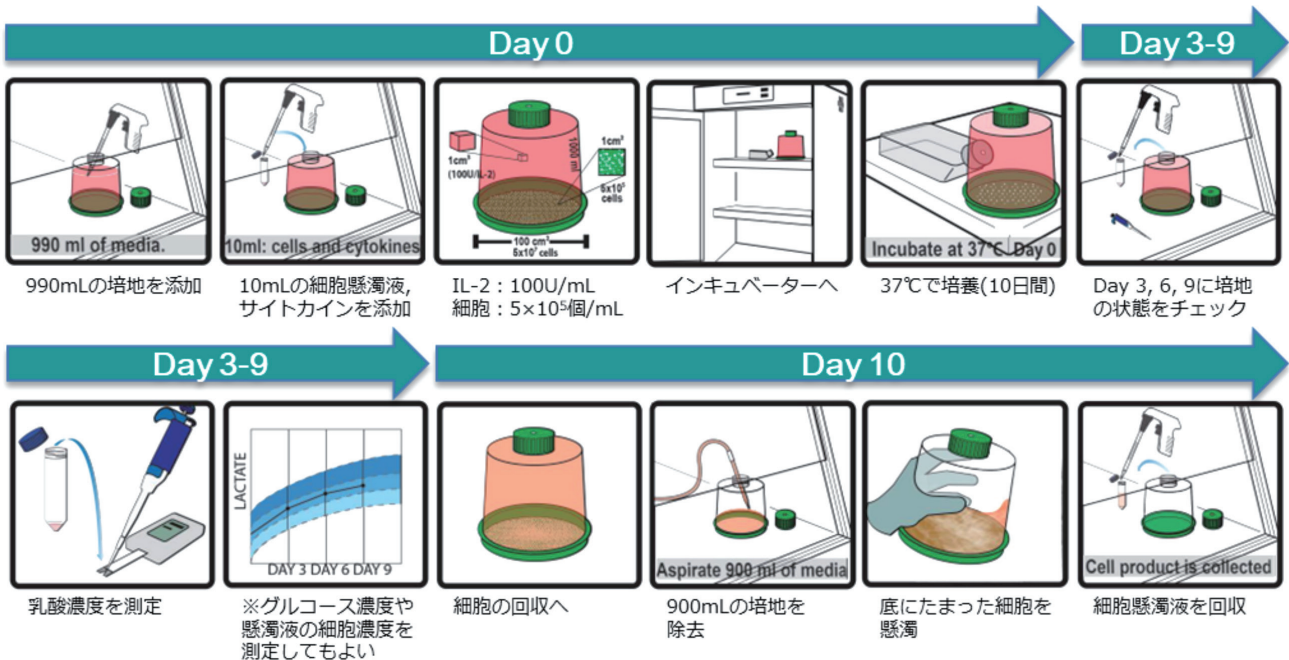 Day 0
Day 3-9
990 ml of media.
10ml: cells and cytokines
1cm³
(100U/IL-2)
1000 ml
1cm³
5x10⁵
cells
100 cm³
5x10⁷ cells
Incubate at 37℃ Day 0
990mLの培地を添加
10mLの細胞懸濁液,
サイトカインを添加
IL-2：100U/mL
細胞：5×10⁵個/mL
インキュベーターへ
37℃で培養(10日間)
Day 3, 6, 9に培地
の状態をチェック
Day 3-9
Day 10
LACTATE
DAY 3 DAY 6 DAY 9
Aspirate 900 ml of media
Cell product is collected
乳酸濃度を測定
※グルコース濃度や
懸濁液の細胞濃度を
測定してもよい
細胞の回収へ
900mLの培地を
除去
底にたまった細胞を
懸濁
細胞懸濁液を回収